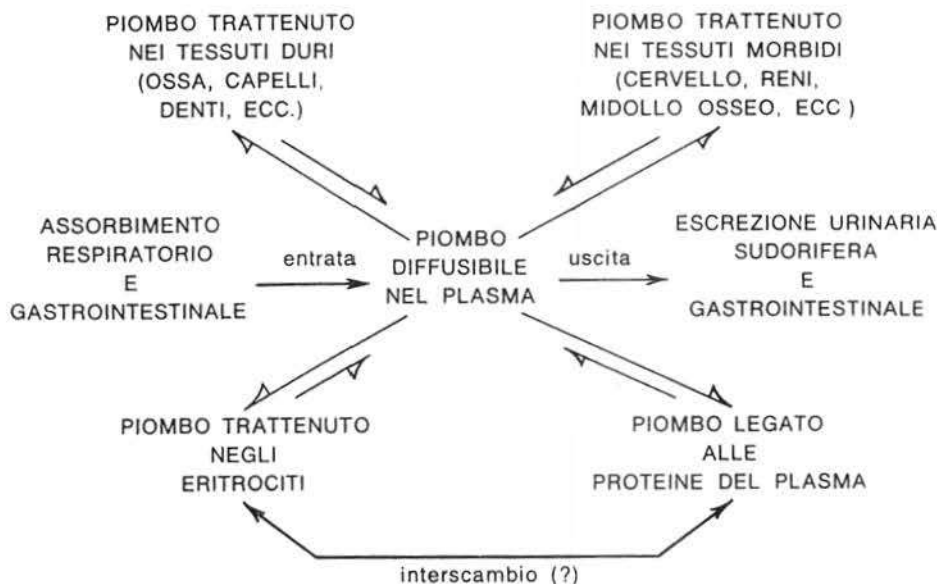 PIOMBO TRATTENUTO
NEI TESSUTI DURI
(OSSA, CAPELLI,
DENTI, ECC.)
PIOMBO TRATTENUTO
NEI TESSUTI MORBIDI
(CERVELLO, RENI,
MIDOLLO OSSEO, ECC )
ASSORBIMENTO
RESPIRATORIO
E
GASTROINTESTINALE
entrata
PIOMBO
DIFFUSIBILE
NEL PLASMA
uscita
ESCREZIONE URINARIA
SUDORIFERA
E
GASTROINTESTINALE
PIOMBO TRATTENUTO
NEGLI
ERITROCITI
PIOMBO LEGATO
ALLE
PROTEINE DEL PLASMA
interscambio (?)